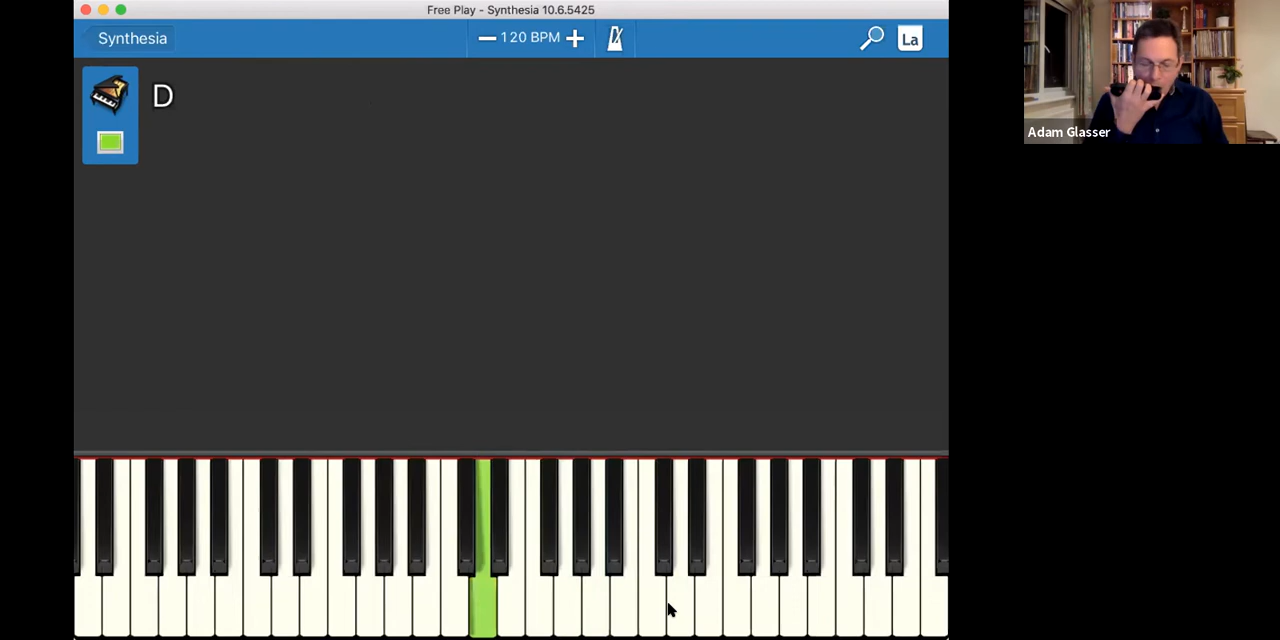 Free Play - Synthesia 10.6.5425
Synthesia
120 BPM
La
D
Adam Glasser